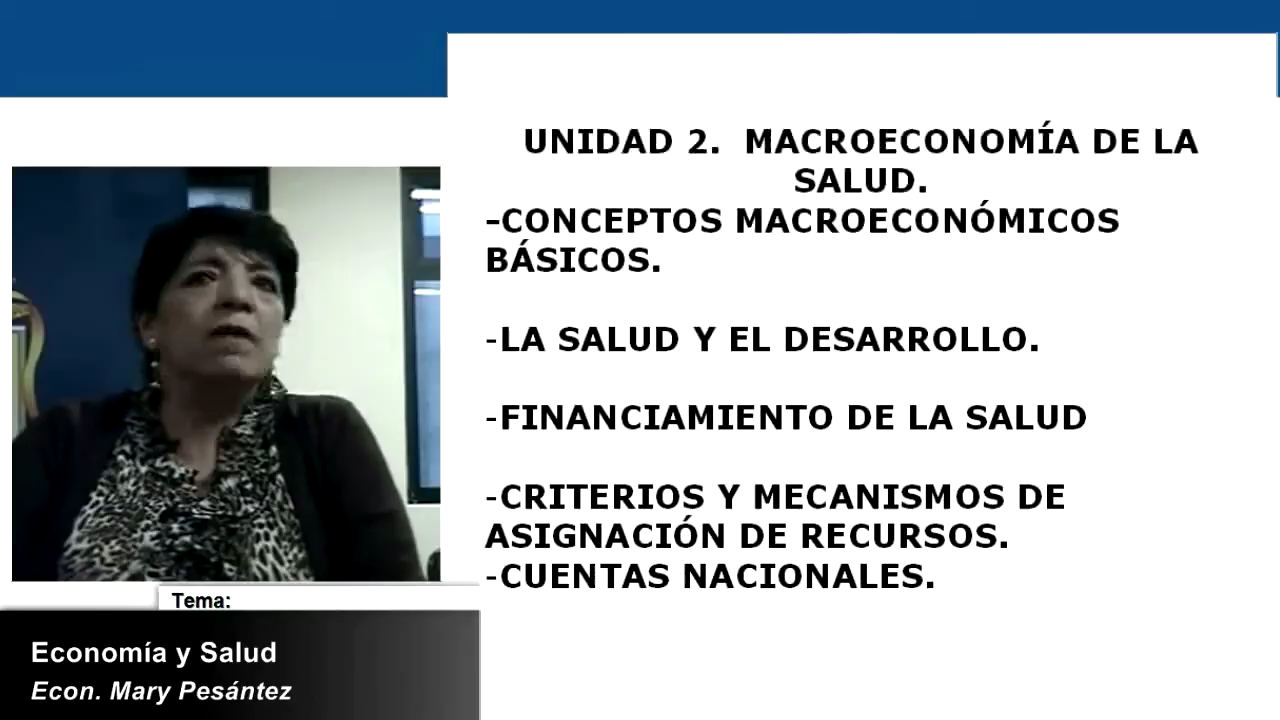 UNIDAD 2. MACROECONOMÍA DE LA
SALUD.
-CONCEPTOS MACROECONÓMICOS
BÁSICOS.
-LA SALUD Y EL DESARROLLO.
-FINANCIAMIENTO DE LA SALUD
-CRITERIOS Y MECANISMOS DE
ASIGNACIÓN DE RECURSOS.
-CUENTAS NACIONALES.
Tema:
Economía y Salud
Econ. Mary Pesántez